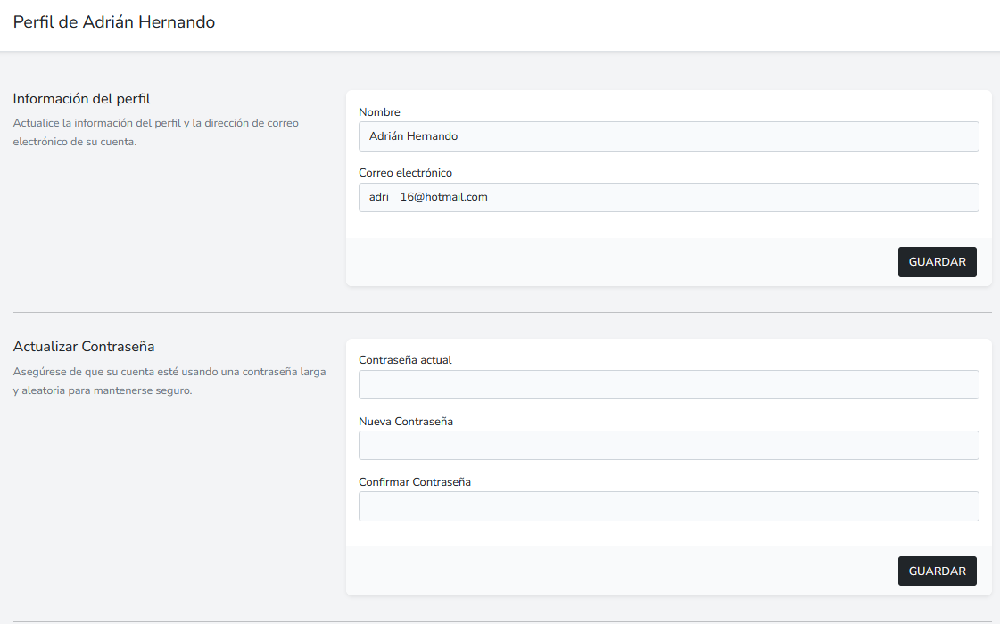 Perfil de Adrián Hernando
Información del perfil
Actualice la información del perfil y la dirección de correo
electrónico de su cuenta.
Nombre
Adrián Hernando
Correo electrónico
adri__16@hotmail.com
GUARDAR
Actualizar Contraseña
Asegúrese de que su cuenta esté usando una contraseña larga
y aleatoria para mantenerse seguro.
Contraseña actual
Nueva Contraseña
Confirmar Contraseña
GUARDAR